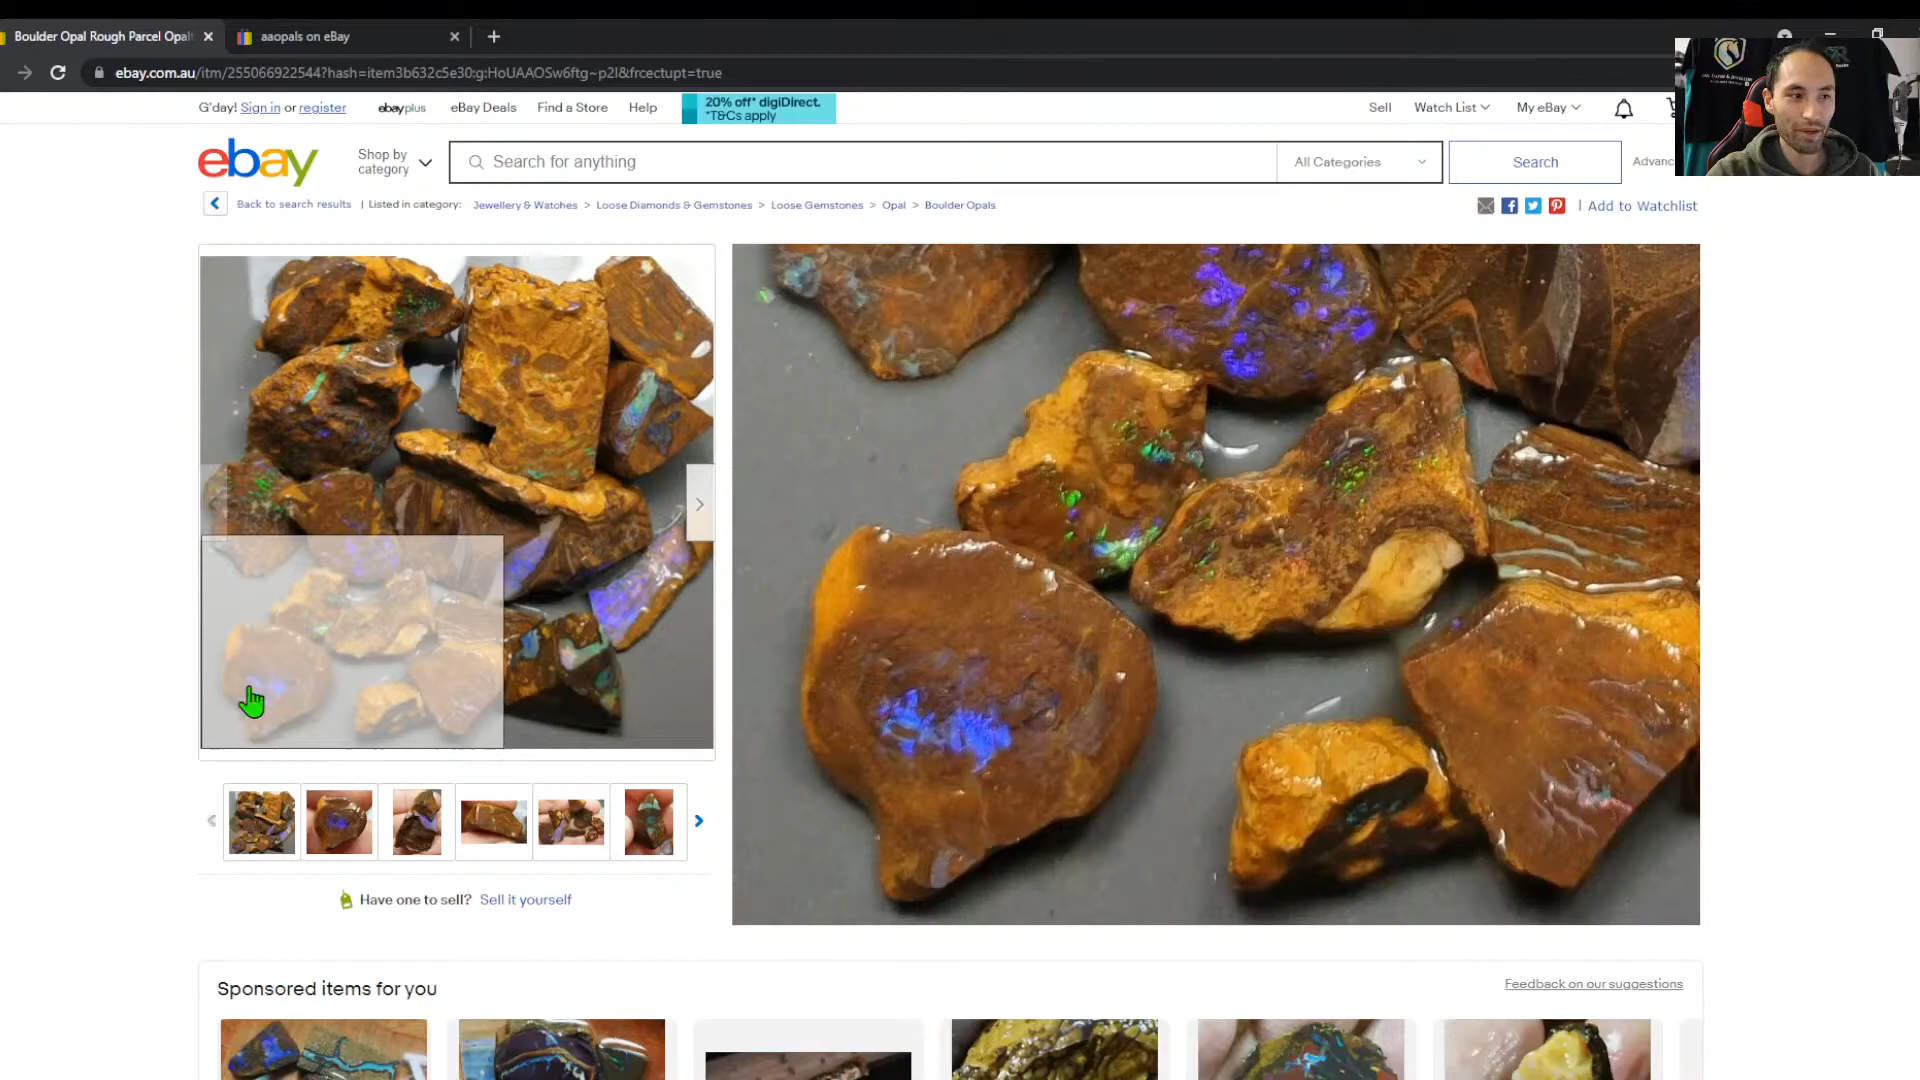 Boulder Opal Rough Parcel Opal
aaopals on eBay
ebay.com.au/itm/255066922544?hash=item3b632c5e30:g:HoUAAOSw6ftg~p2l&frcectupt=true
G'day! Sign in or register
ebayplus
eBay Deals
Find a Store
Help
20% off* digiDirect.
*T&Cs apply
Sell
Watch List
My eBay
ebay
Shop by
category
Search for anything
All Categories
Search
Advanc
Back to search results | Listed in category: Jewellery & Watches > Loose Diamonds & Gemstones > Loose Gemstones > Opal > Boulder Opals
| Add to Watchlist
Have one to sell? Sell it yourself
Sponsored items for you
Feedback on our suggestions